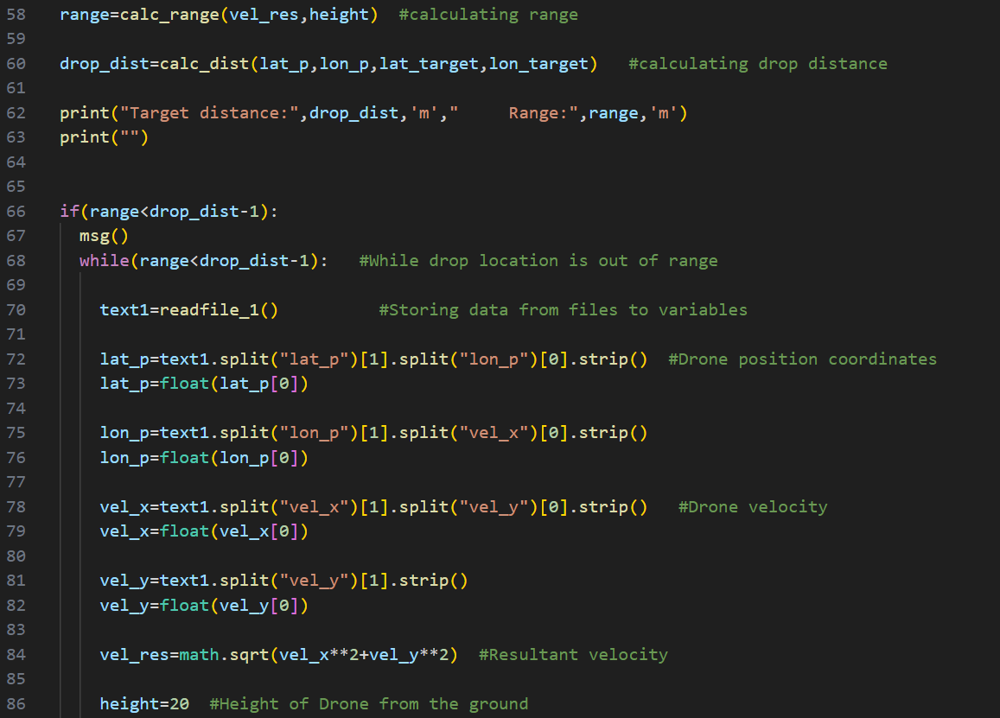 58 range=calc_range(vel_res,height)  #calculating range
59
60 drop_dist=calc_dist(lat_p,lon_p,lat_target,lon_target)   #calculating drop distance
61
62 print("Target distance:",drop_dist,'m',"     Range:",range,'m')
63 print("")
64
65
66 if(range<drop_dist-1):
67   msg()
68   while(range<drop_dist-1):   #While drop location is out of range
69
70     text1=readfile_1()          #Storing data from files to variables
71
72     lat_p=text1.split("lat_p")[1].split("lon_p")[0].strip()  #Drone position coordinates
73     lat_p=float(lat_p[0])
74
75     lon_p=text1.split("lon_p")[1].split("vel_x")[0].strip()
76     lon_p=float(lon_p[0])
77
78     vel_x=text1.split("vel_x")[1].split("vel_y")[0].strip()   #Drone velocity
79     vel_x=float(vel_x[0])
80
81     vel_y=text1.split("vel_y")[1].strip()
82     vel_y=float(vel_y[0])
83
84     vel_res=math.sqrt(vel_x**2+vel_y**2)  #Resultant velocity
85
86     height=20  #Height of Drone from the ground